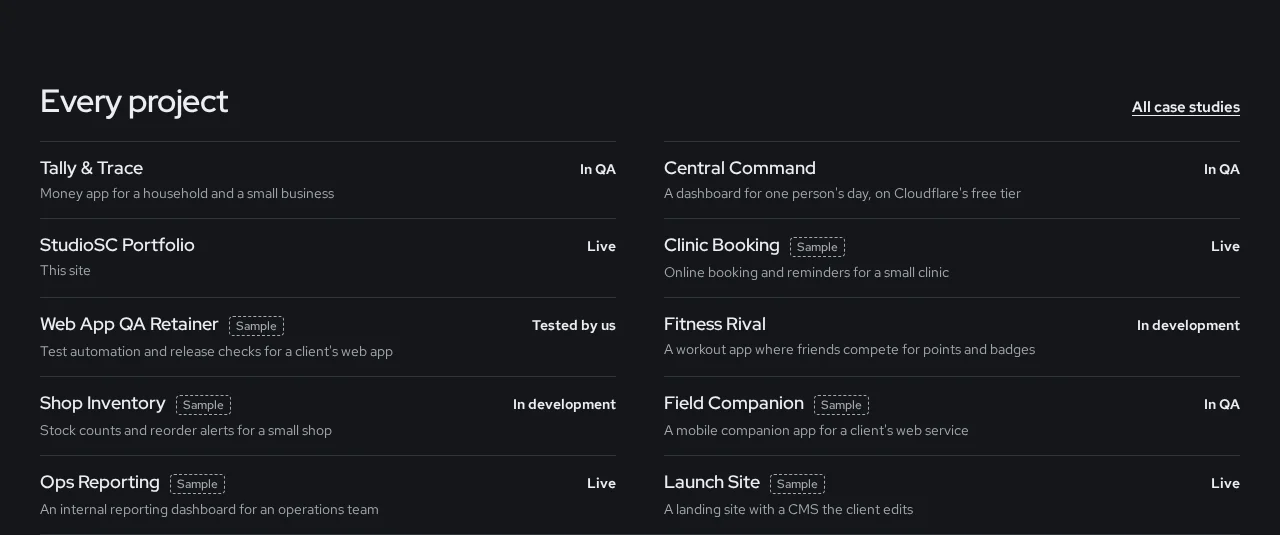 Every project
All case studies
Tally & Trace
In QA
Money app for a household and a small business
Central Command
In QA
A dashboard for one person's day, on Cloudflare's free tier
StudioSC Portfolio
Live
This site
Clinic Booking Sample
Live
Online booking and reminders for a small clinic
Web App QA Retainer Sample
Tested by us
Test automation and release checks for a client's web app
Fitness Rival
In development
A workout app where friends compete for points and badges
Shop Inventory Sample
In development
Stock counts and reorder alerts for a small shop
Field Companion Sample
In QA
A mobile companion app for a client's web service
Ops Reporting Sample
Live
An internal reporting dashboard for an operations team
Launch Site Sample
Live
A landing site with a CMS the client edits